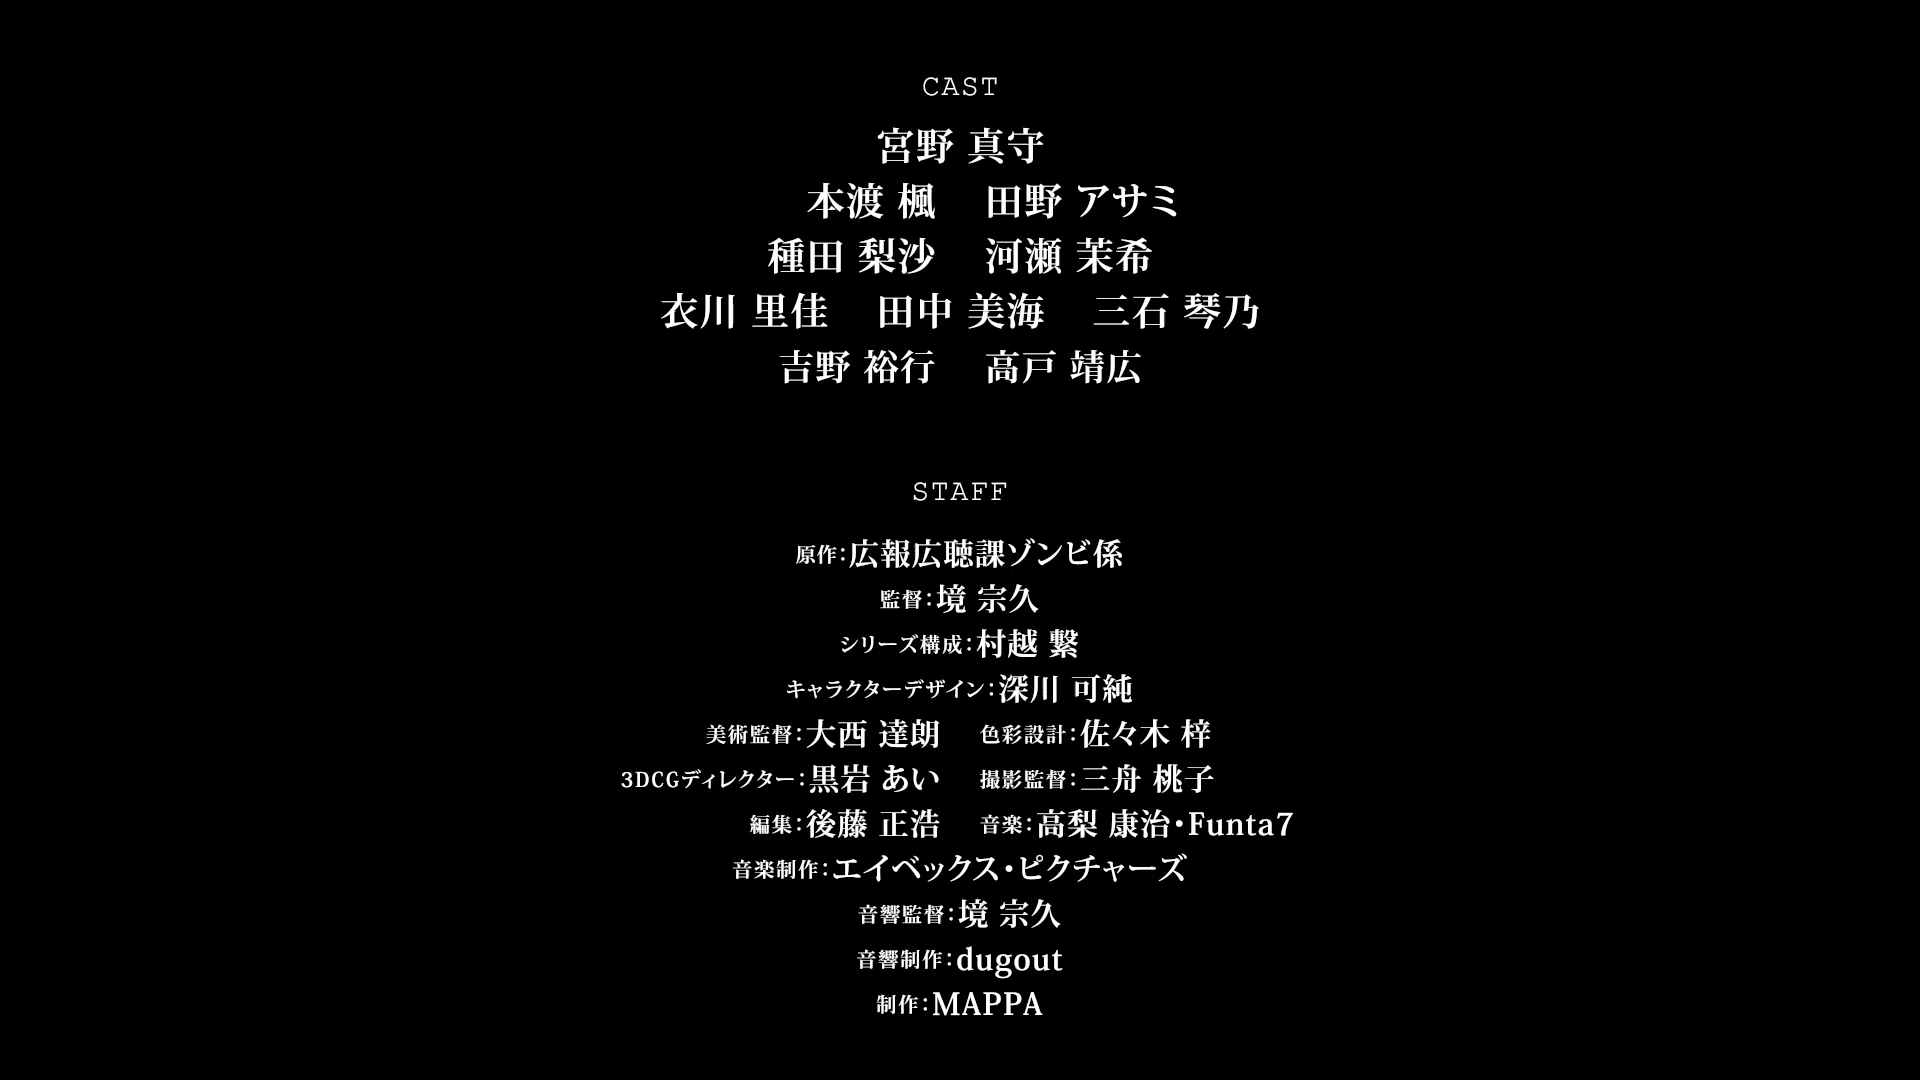 CAST
宮野 真守
本渡 楓 田野 アサミ
種田 梨沙 河瀬 茉希
衣川 里佳 田中 美海 三石 琴乃
吉野 裕行 高戸 靖広
STAFF
原作:広報広聴課ゾンビ係
監督:境 宗久
シリーズ構成:村越 繋
キャラクターデザイン:深川 可純
美術監督:大西 達朗 色彩設計:佐々木 梓
3DCGディレクター:黒岩 あい 撮影監督:三舟 桃子
編集:後藤 正浩 音楽:高梨 康治・Funta7
音楽制作:エイベックス・ピクチャーズ
音響監督:境 宗久
音響制作:dugout
制作:MAPPA